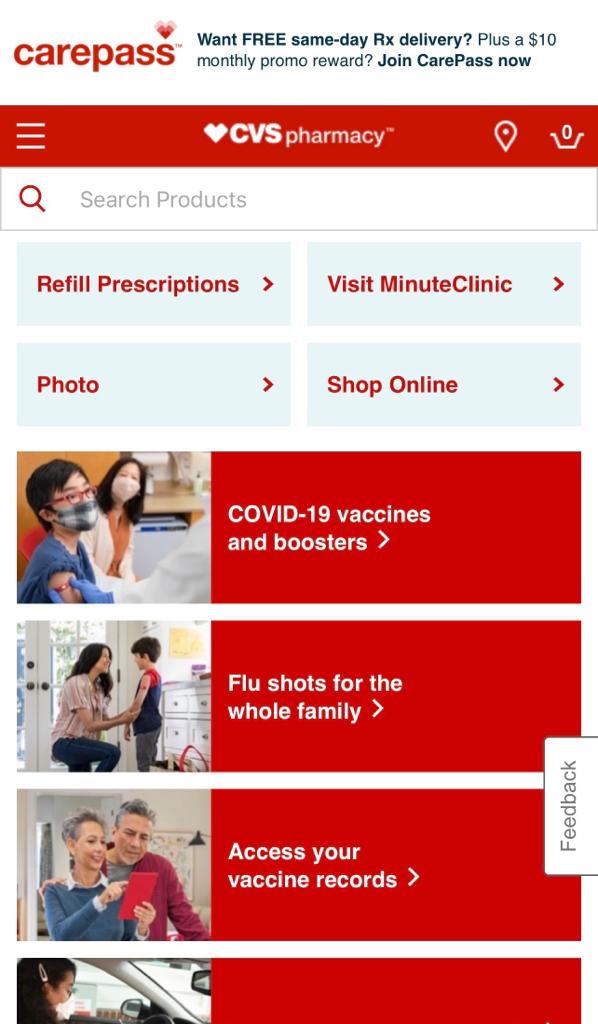 carepass™
Want FREE same-day Rx delivery? Plus a $10
monthly promo reward? Join CarePass now
CVS pharmacy™
0
Search Products
Refill Prescriptions
Visit MinuteClinic
Photo
Shop Online
COVID-19 vaccines
and boosters
Flu shots for the
whole family
Feedback
Access your
vaccine records